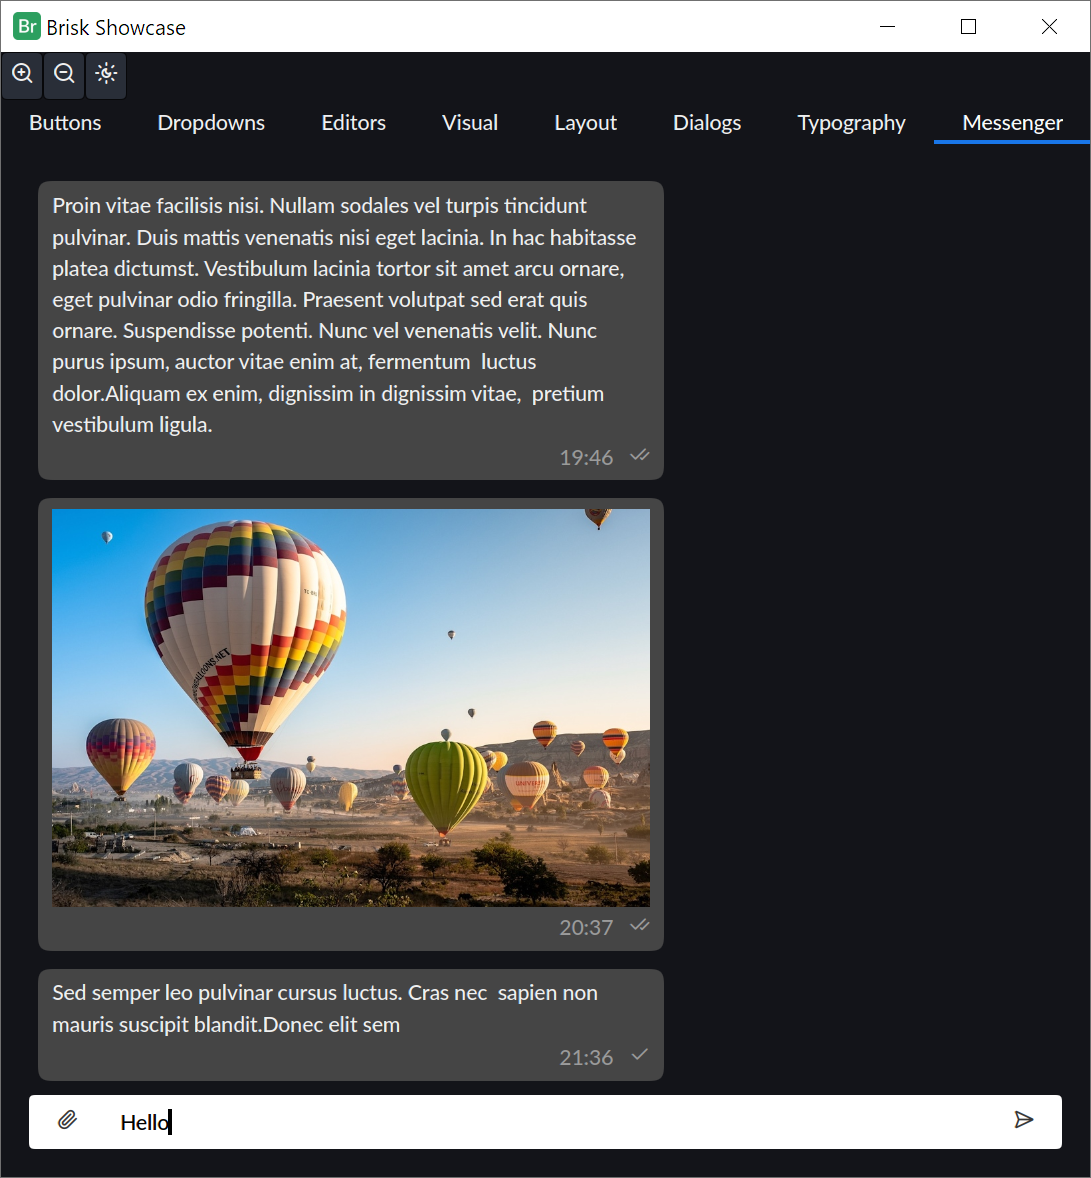 Br Brisk Showcase
Buttons Dropdowns Editors Visual Layout Dialogs Typography Messenger
Proin vitae facilisis nisi. Nullam sodales vel turpis tincidunt
pulvinar. Duis mattis venenatis nisi eget lacinia. In hac habitasse
platea dictumst. Vestibulum lacinia tortor sit amet arcu ornare,
eget pulvinar odio fringilla. Praesent volutpat sed erat quis
ornare. Suspendisse potenti. Nunc vel venenatis velit. Nunc
purus ipsum, auctor vitae enim at, fermentum  luctus
dolor.Aliquam ex enim, dignissim in dignissim vitae,  pretium
vestibulum ligula.
19:46
20:37
Sed semper leo pulvinar cursus luctus. Cras nec  sapien non
mauris suscipit blandit.Donec elit sem
21:36
Hello